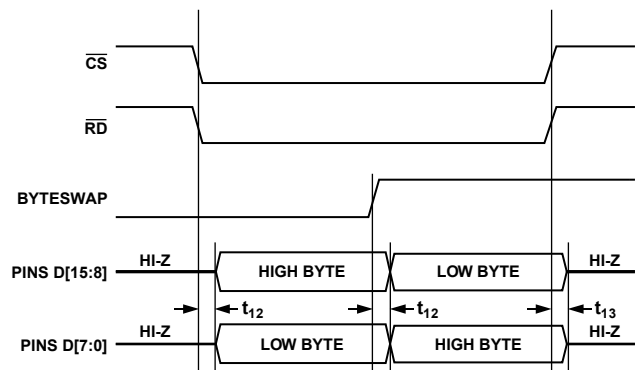 CS
RD
BYTESWAP
PINS D[15:8] HI-Z HIGH BYTE LOW BYTE HI-Z
t12 t12 t13
PINS D[7:0] HI-Z LOW BYTE HIGH BYTE HI-Z